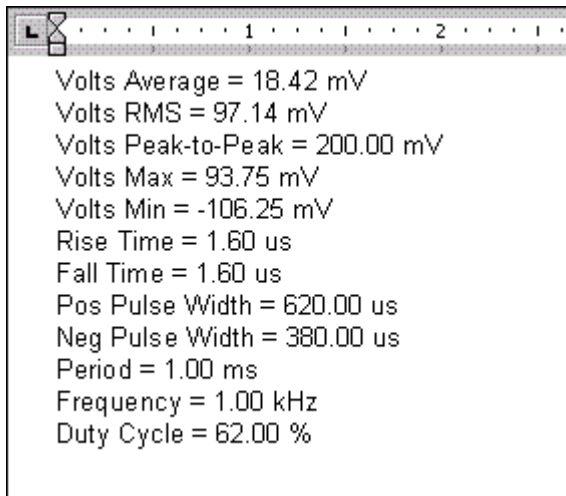 1 2
Volts Average = 18.42 mV
Volts RMS = 97.14 mV
Volts Peak-to-Peak = 200.00 mV
Volts Max = 93.75 mV
Volts Min = -106.25 mV
Rise Time = 1.60 us
Fall Time = 1.60 us
Pos Pulse Width = 620.00 us
Neg Pulse Width = 380.00 us
Period = 1.00 ms
Frequency = 1.00 kHz
Duty Cycle = 62.00 %